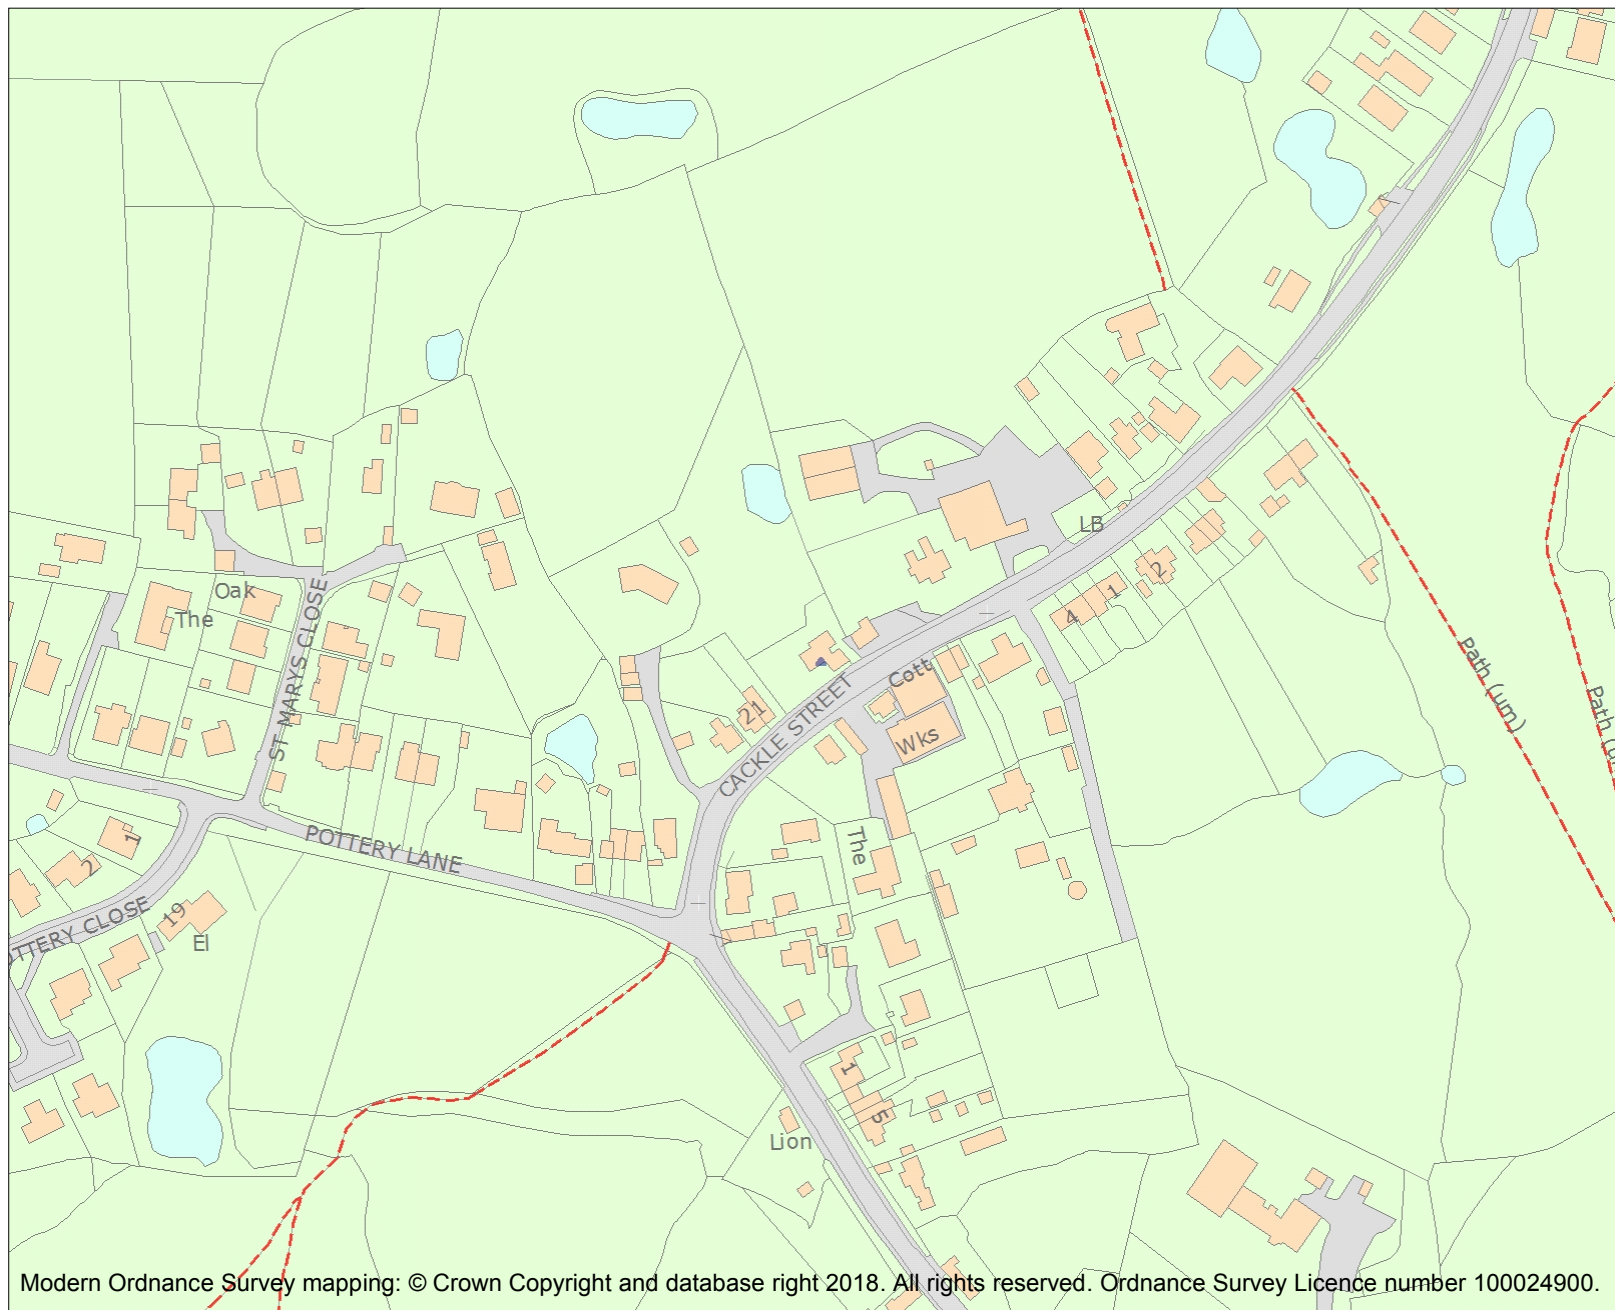 LB
Oak
The
ST MARYS CLOSE
2
1
4
Path (um)
Path (u
Cott
21
CACKLE STREET
Wks
POTTERY LANE
The
1
2
19
OTTERY CLOSE
El
1
5
Lion
Modern Ordnance Survey mapping: © Crown Copyright and database right 2018. All rights reserved. Ordnance Survey Licence number 100024900.